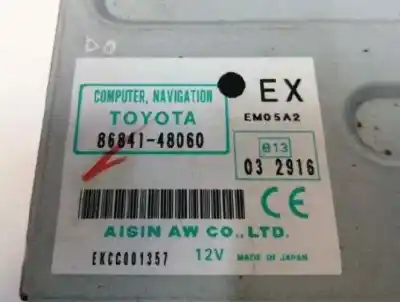 DO
COMPUTER, NAVIGATION
TOYOTA
86841-48060
EX
EM05A2
e13
03 2916
CE
AISIN AW CO., LTD.
EKCC001357
12V
MADE IN JAPAN